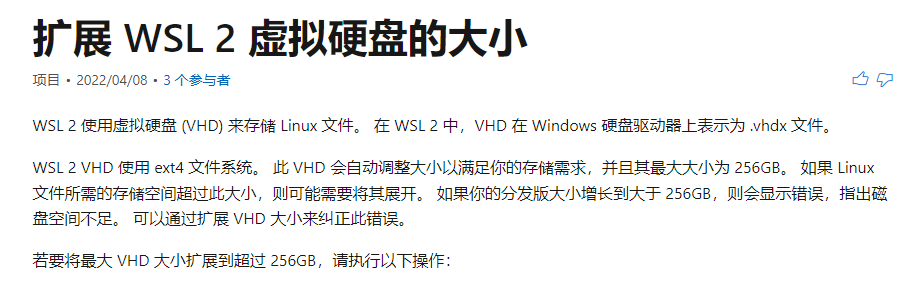 扩展 WSL 2 虚拟硬盘的大小
项目 • 2022/04/08 • 3 个参与者
WSL 2 使用虚拟硬盘 (VHD) 来存储 Linux 文件。 在 WSL 2 中，VHD 在 Windows 硬盘驱动器上表示为 .vhdx 文件。
WSL 2 VHD 使用 ext4 文件系统。 此 VHD 会自动调整大小以满足你的存储需求，并且其最大大小为 256GB。 如果 Linux
文件所需的存储空间超过此大小，则可能需要将其展开。 如果你的分发版大小增长到大于 256GB，则会显示错误，指出磁
盘空间不足。 可以通过扩展 VHD 大小来纠正此错误。
若要将最大 VHD 大小扩展到超过 256GB，请执行以下操作：